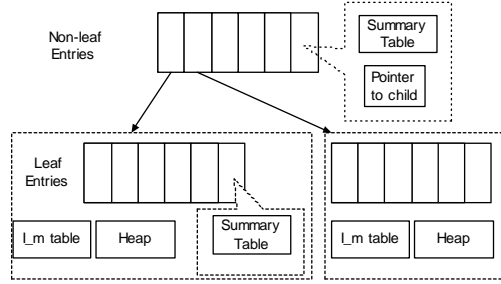 Non-leaf
Entries
Summary
Table
Pointer
to child
Leaf
Entries
I_m table
Heap
Summary
Table
I_m table
Heap